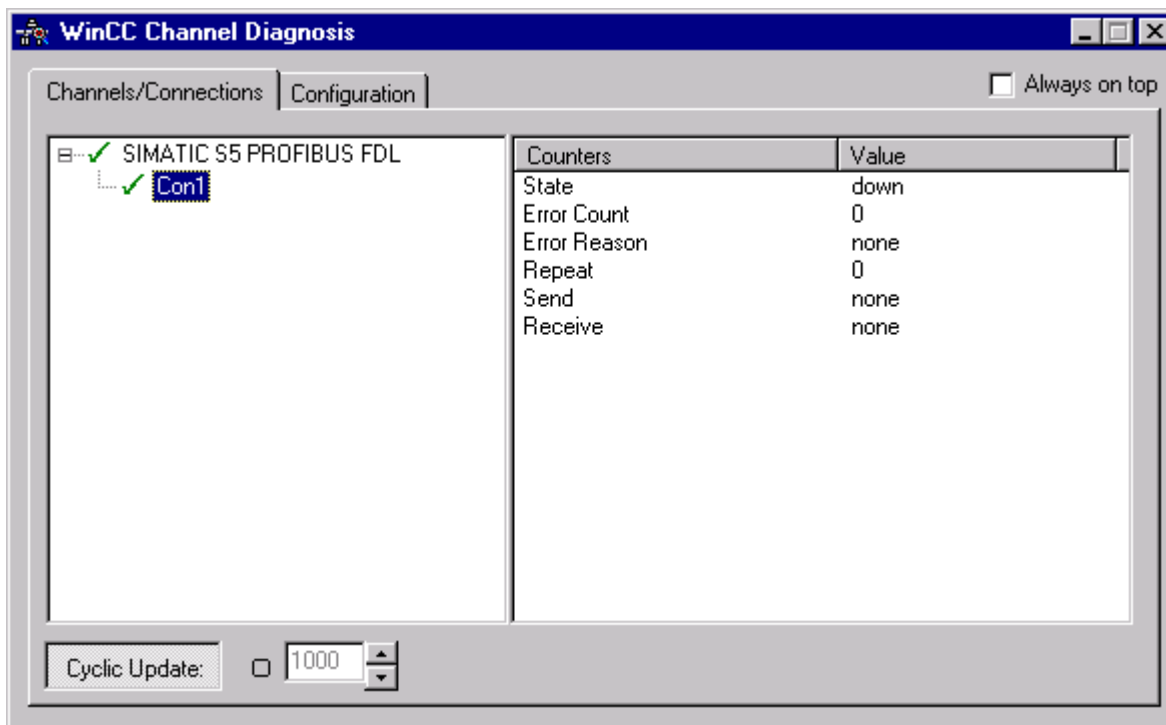 WinCC Channel Diagnosis
Channels/Connections Configuration Always on top
SIMATIC S5 PROFIBUS FDL
Con1
Counters Value
State down
Error Count 0
Error Reason none
Repeat 0
Send none
Receive none
Cyclic Update: 1000